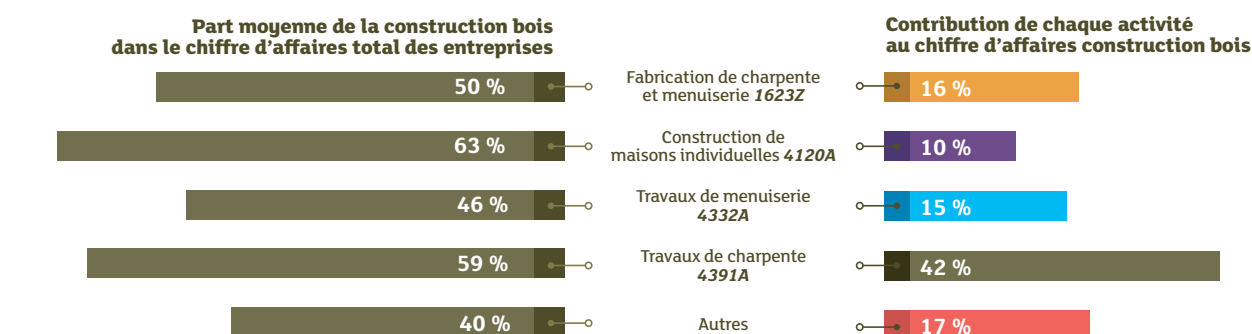 Part moyenne de la construction bois
dans le chiffre d’affaires total des entreprises
Contribution de chaque activité
au chiffre d’affaires construction bois
50 %
Fabrication de charpente
et menuiserie 1623Z
16 %
63 %
Construction de
maisons individuelles 4120A
10 %
46 %
Travaux de menuiserie
4332A
15 %
59 %
Travaux de charpente
4391A
42 %
40 %
Autres
17 %